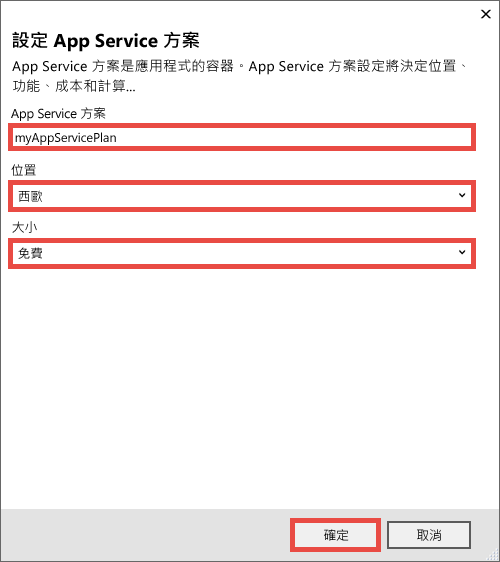 設定 App Service 方案
App Service 方案是應用程式的容器。App Service 方案設定將決定位置、
功能、成本和計算...
App Service 方案
myAppServicePlan
位置
西歐
大小
免費
確定 取消